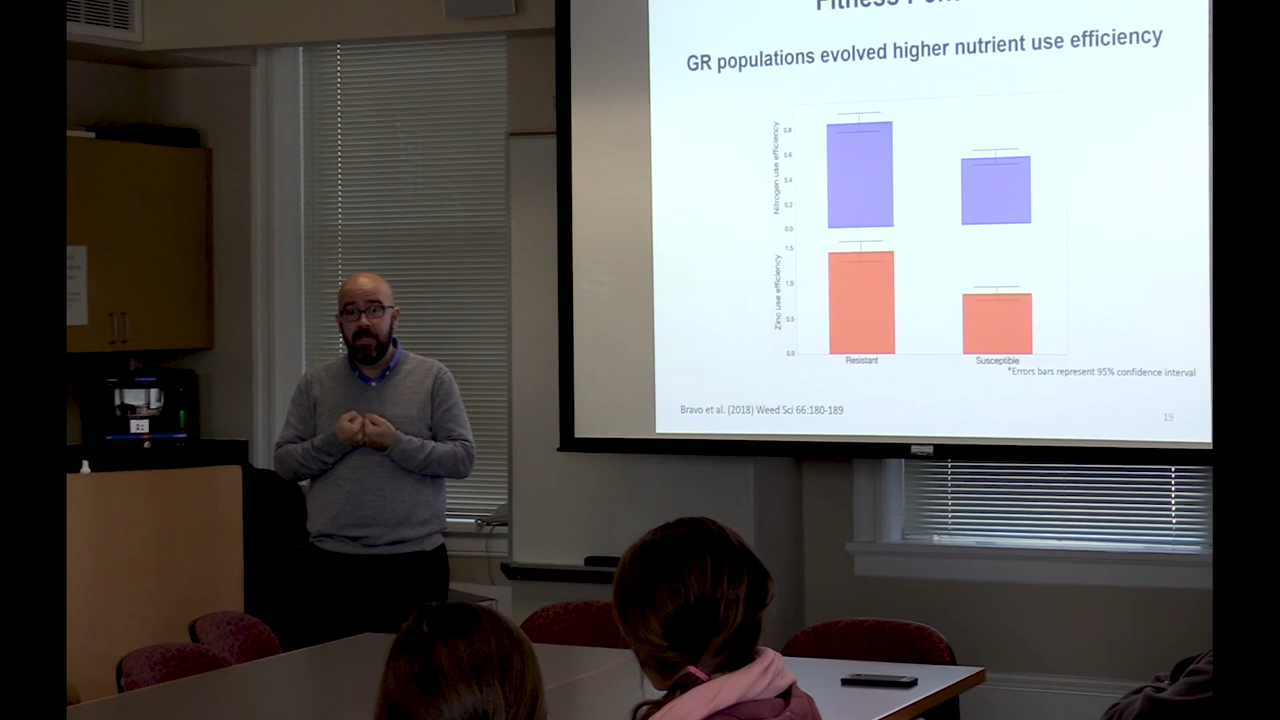 Fitness
GR populations evolved higher nutrient use efficiency
Nitrogen use efficiency
0.8
0.6
0.4
0.2
0.0
Zinc use efficiency
1.5
1.0
0.5
0.0
Resistant
Susceptible
*Errors bars represent 95% confidence interval
Bravo et al. (2018) Weed Sci 66:180-189
19